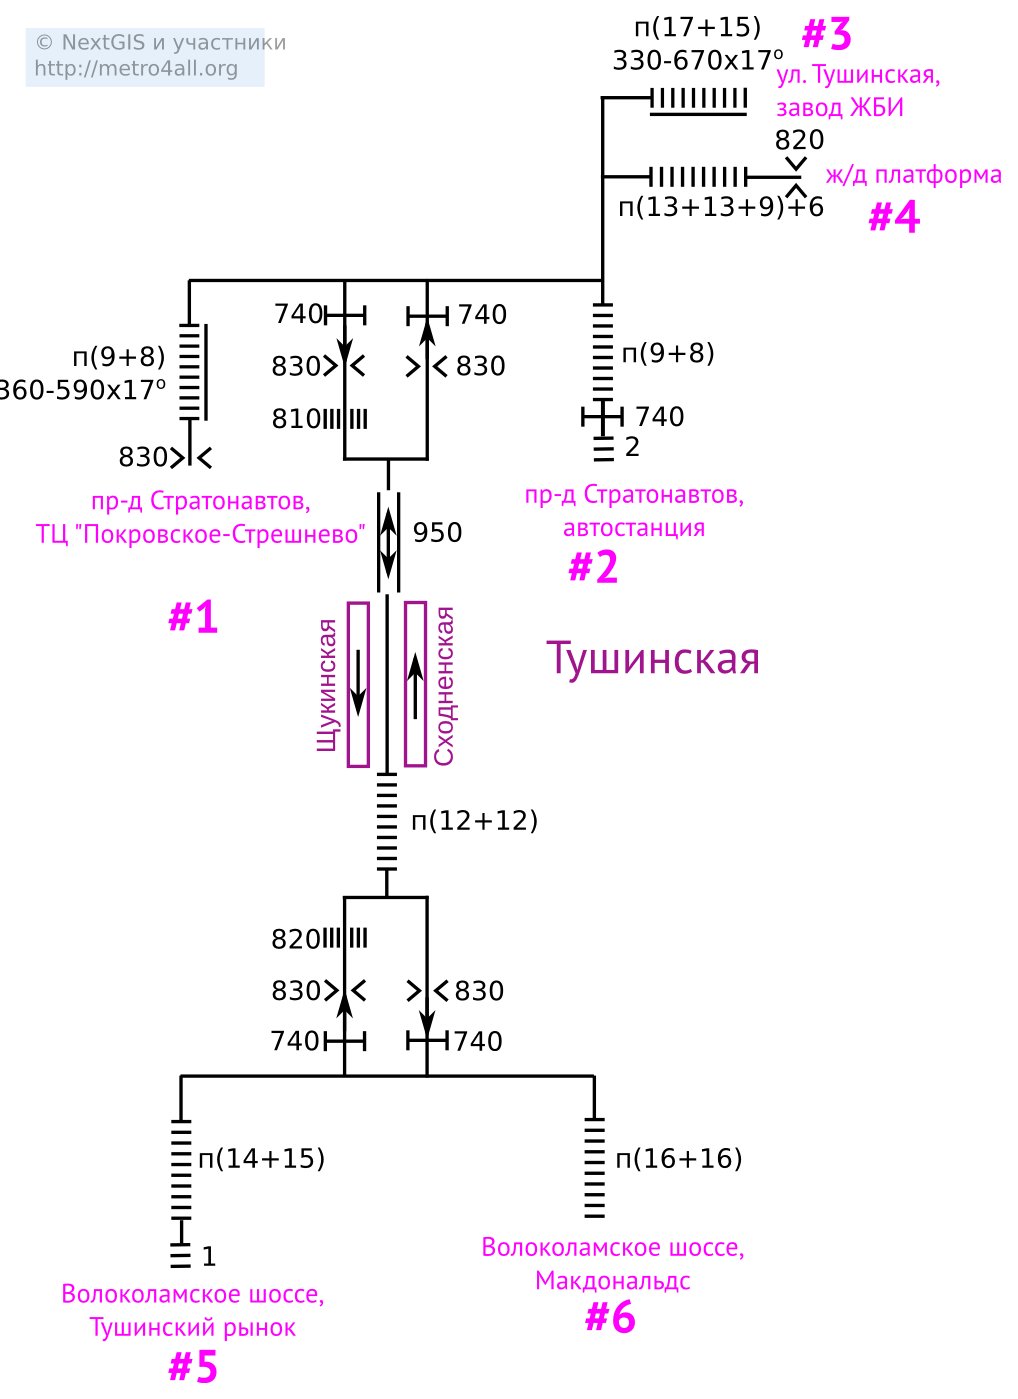 © NextGIS и участники
http://metro4all.org
п(17+15)
330-670x17º
#3
ул. Тушинская,
завод ЖБИ
820
ж/д платформа
п(13+13+9)+6
#4
740
740
п(9+8)
360-590x17º
830
830
п(9+8)
810
740
830
2
пр-д Стратонавтов,
ТЦ "Покровское-Стрешнево"
пр-д Стратонавтов,
автостанция
950
#2
#1
Щукинская
Сходненская
Тушинская
п(12+12)
820
830
830
740
740
п(14+15)
п(16+16)
1
Волоколамское шоссе,
Макдональдс
#6
Волоколамское шоссе,
Тушинский рынок
#5